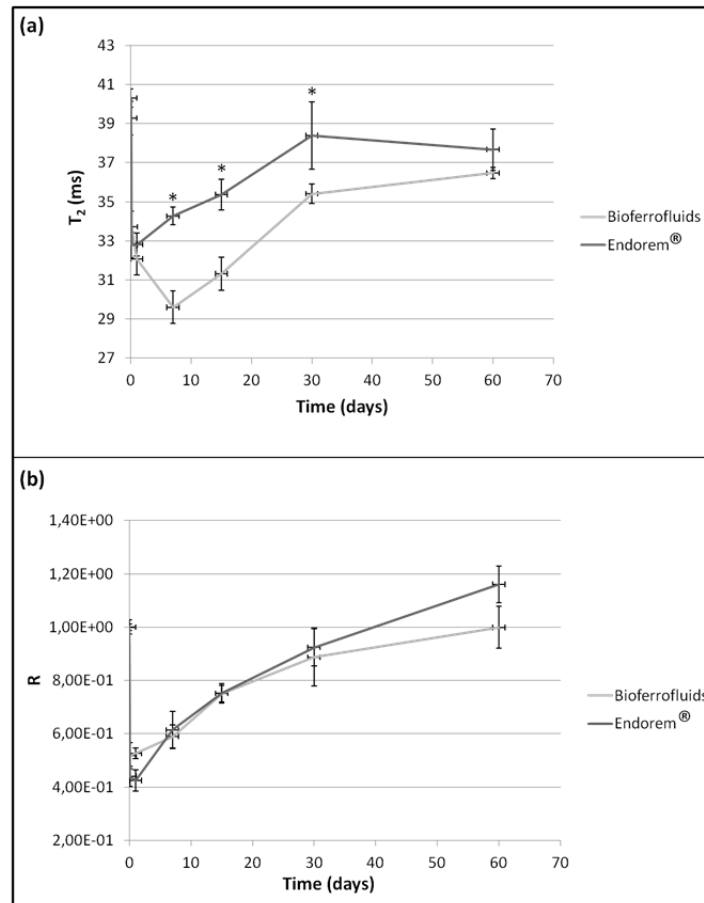 (a)
43
41
39
37
35
33
31
29
27
T2 (ms)
*
*
*
0 10 20 30 40 50 60 70
Time (days)
Bioferrofluids
Endorem®
(b)
R
1,40E+00
1,20E+00
1,00E+00
8,00E-01
6,00E-01
4,00E-01
2,00E-01
0 10 20 30 40 50 60 70
Time (days)
Bioferrofluids
Endorem®